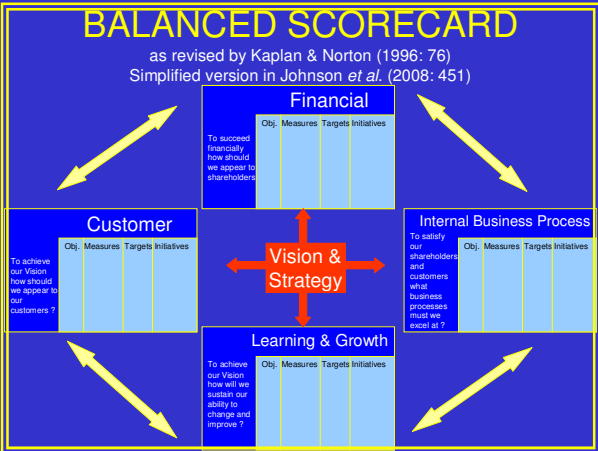 BALANCED SCORECARD
as revised by Kaplan & Norton (1996: 76)
Simplified version in Johnson et al. (2008: 451)
Financial
Obj. Measures Targets Initiatives
To succeed
financially
how should
we appear to
shareholders
Customer
Obj. Measures Targets Initiatives
To achieve
our Vision
how should
we appear to
our
customers ?
Vision &
Strategy
Internal Business Process
Obj. Measures Targets Initiatives
To satisfy
our
shareholders
and
customers
what
business
processes
must we
excel at ?
Learning & Growth
Obj. Measures Targets Initiatives
To achieve
our Vision
how will we
sustain our
ability to
change and
improve ?